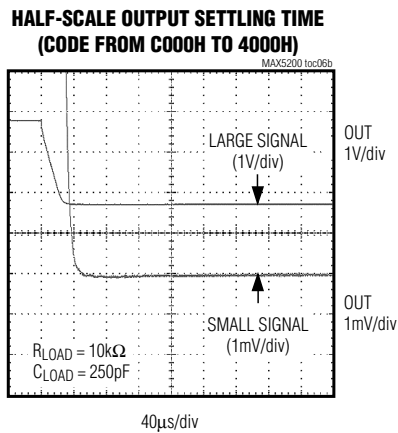 HALF-SCALE OUTPUT SETTLING TIME
(CODE FROM C000H TO 4000H)
MAX5200 toc06b
LARGE SIGNAL
(1V/div)
OUT
1V/div
SMALL SIGNAL
(1mV/div)
OUT
1mV/div
RLOAD = 10kΩ
CLOAD = 250pF
40µs/div